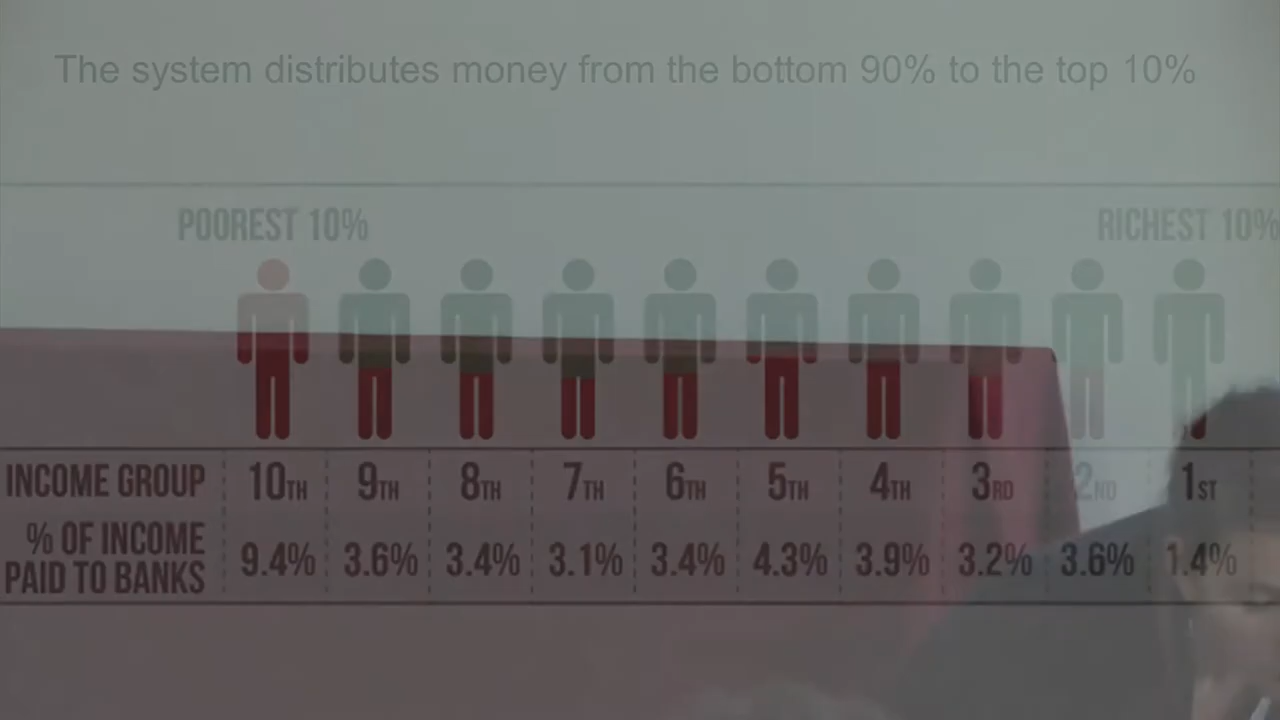 The system distributes money from the bottom 90% to the top 10%
POOREST 10% RICHEST 10%
INCOME GROUP 10TH 9TH 8TH 7TH 6TH 5TH 4TH 3RD 2ND 1ST
% OF INCOME
PAID TO BANKS 9.4% 3.6% 3.4% 3.1% 3.4% 4.3% 3.9% 3.2% 3.6% 1.4%